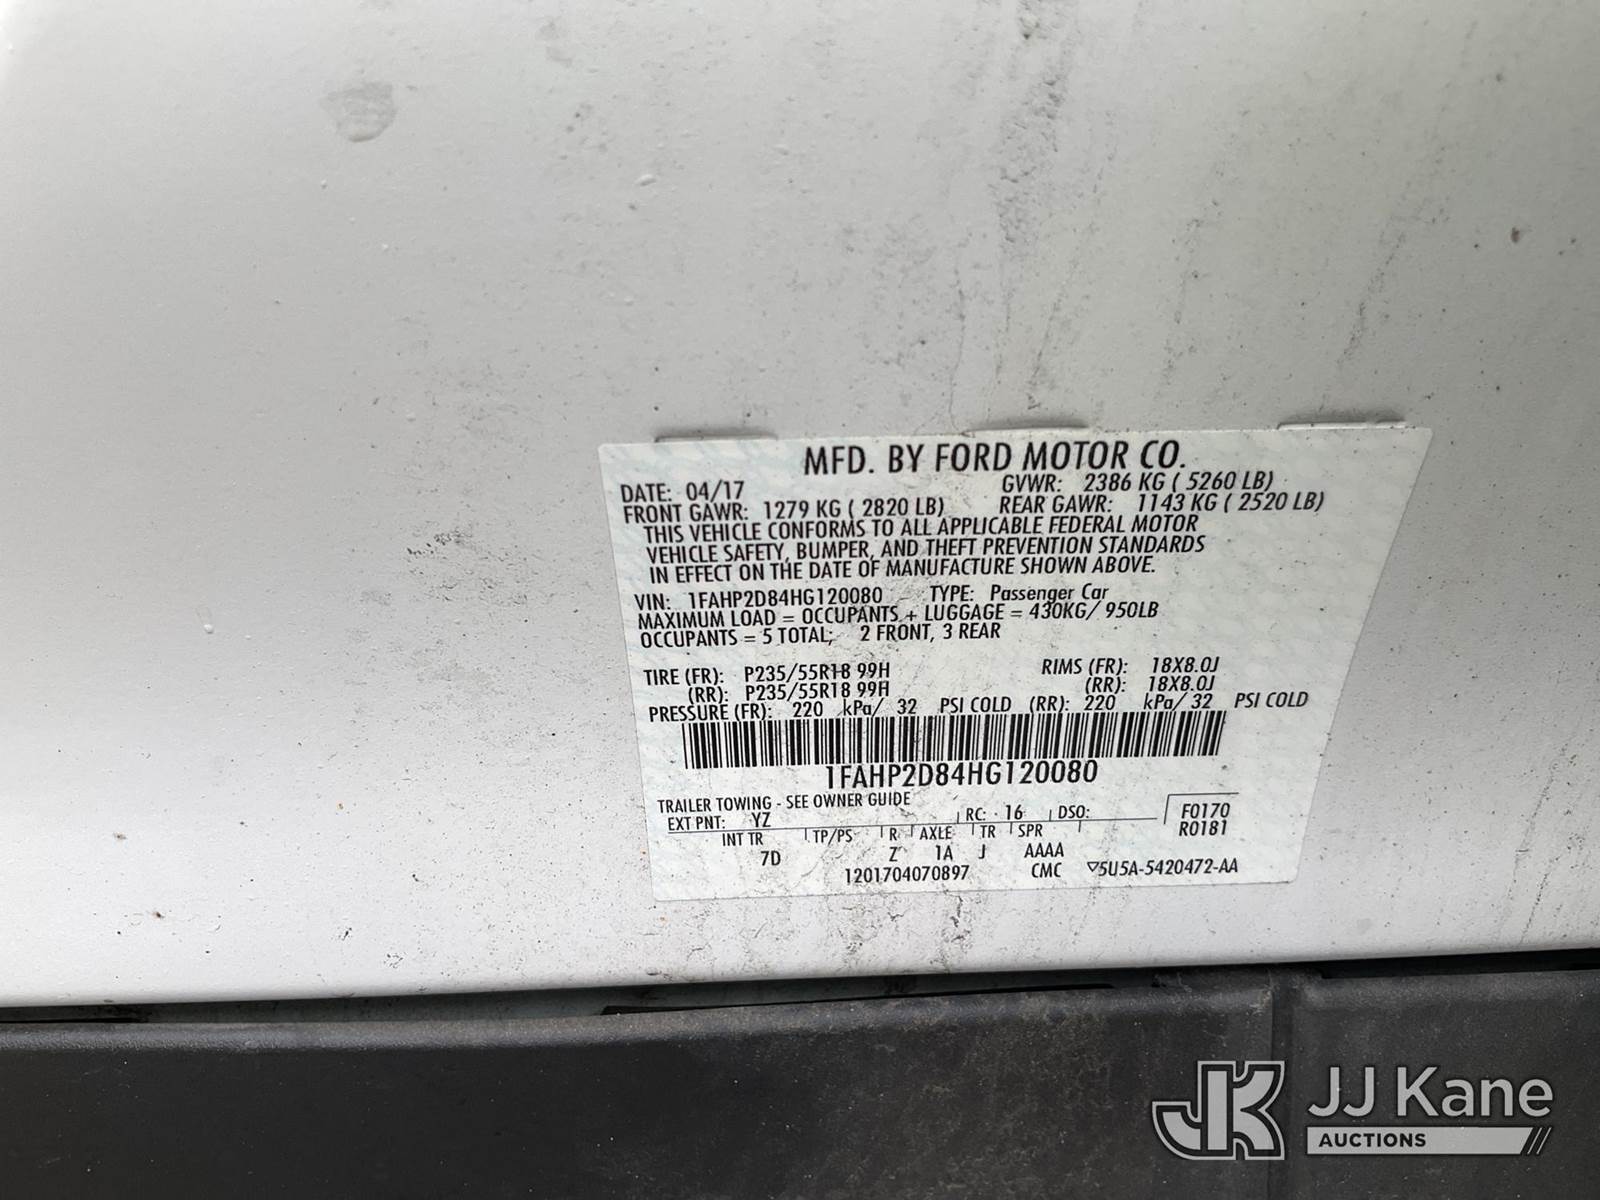 MFD. BY FORD MOTOR CO.
DATE: 04/17 GVWR: 2386 KG ( 5260 LB)
FRONT GAWR: 1279 KG ( 2820 LB) REAR GAWR: 1143 KG ( 2520 LB)
THIS VEHICLE CONFORMS TO ALL APPLICABLE FEDERAL MOTOR
VEHICLE SAFETY, BUMPER, AND THEFT PREVENTION STANDARDS
IN EFFECT ON THE DATE OF MANUFACTURE SHOWN ABOVE.
VIN: 1FAHP2D84HG120080 TYPE: Passenger Car
MAXIMUM LOAD = OCCUPANTS + LUGGAGE = 430KG/ 950LB
OCCUPANTS = 5 TOTAL; 2 FRONT, 3 REAR
TIRE (FR): P235/55R18 99H RIMS (FR): 18X8.0J
(RR): P235/55R18 99H (RR): 18X8.0J
PRESSURE (FR): 220 kPa/ 32 PSI COLD (RR): 220 kPa/ 32 PSI COLD
1FAHP2D84HG120080
TRAILER TOWING - SEE OWNER GUIDE
EXT PNT: YZ RC: 16 DSO: F0170
R0181
INT TR TP/PS R AXLE TR SPR
7D Z 1A J AAAA
1201704070897 CMC ▽5U5A-5420472-AA
JK JJ Kane
AUCTIONS